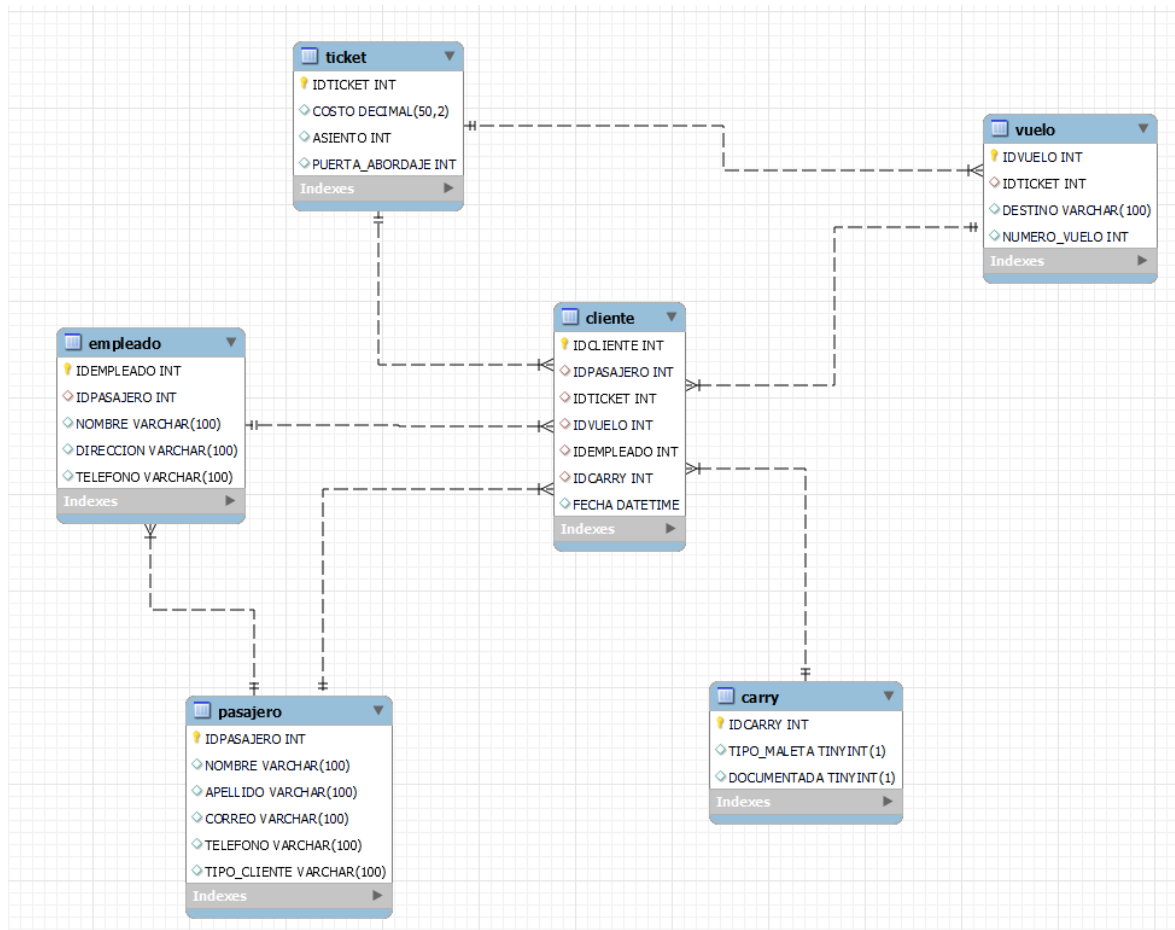 ticket
IDTICKET INT
COSTO DECIMAL(50,2)
ASIENTO INT
PUERTA_ABORDAJE INT
Indexes
vuelo
IDVUELO INT
IDTICKET INT
DESTINO VARCHAR(100)
NUMERO_VUELO INT
Indexes
cliente
IDCLIENTE INT
IDPASAJERO INT
IDTICKET INT
IDVUELO INT
IDEMPLEADO INT
IDCARRY INT
FECHA DATETIME
Indexes
empleado
IDEMPLEADO INT
IDPASAJERO INT
NOMBRE VARCHAR(100)
DIRECCION VARCHAR(100)
TELEFONO VARCHAR(100)
Indexes
pasajero
IDPASAJERO INT
NOMBRE VARCHAR(100)
APELLIDO VARCHAR(100)
CORREO VARCHAR(100)
TELEFONO VARCHAR(100)
TIPO_CLIENTE VARCHAR(100)
Indexes
carry
IDCARRY INT
TIPO_MALETA TINYINT(1)
DOCUMENTADA TINYINT(1)
Indexes